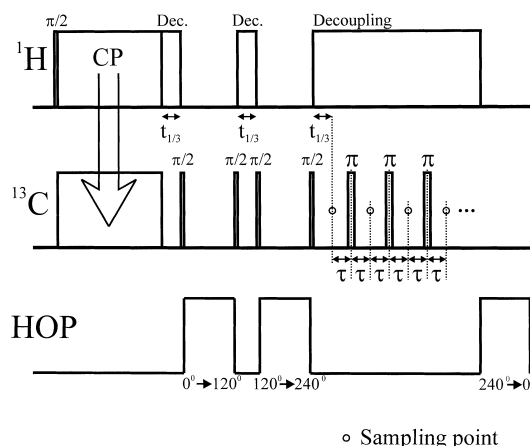 π/2 Dec. Dec. Decoupling
¹H CP
t₁/₃ t₁/₃ t₁/₃
π/2 π/2 π/2 π/2 π π π
¹³C ...
τ τ τ τ τ τ
HOP
0⁰→120⁰ 120⁰→240⁰ 240⁰→0
Sampling point